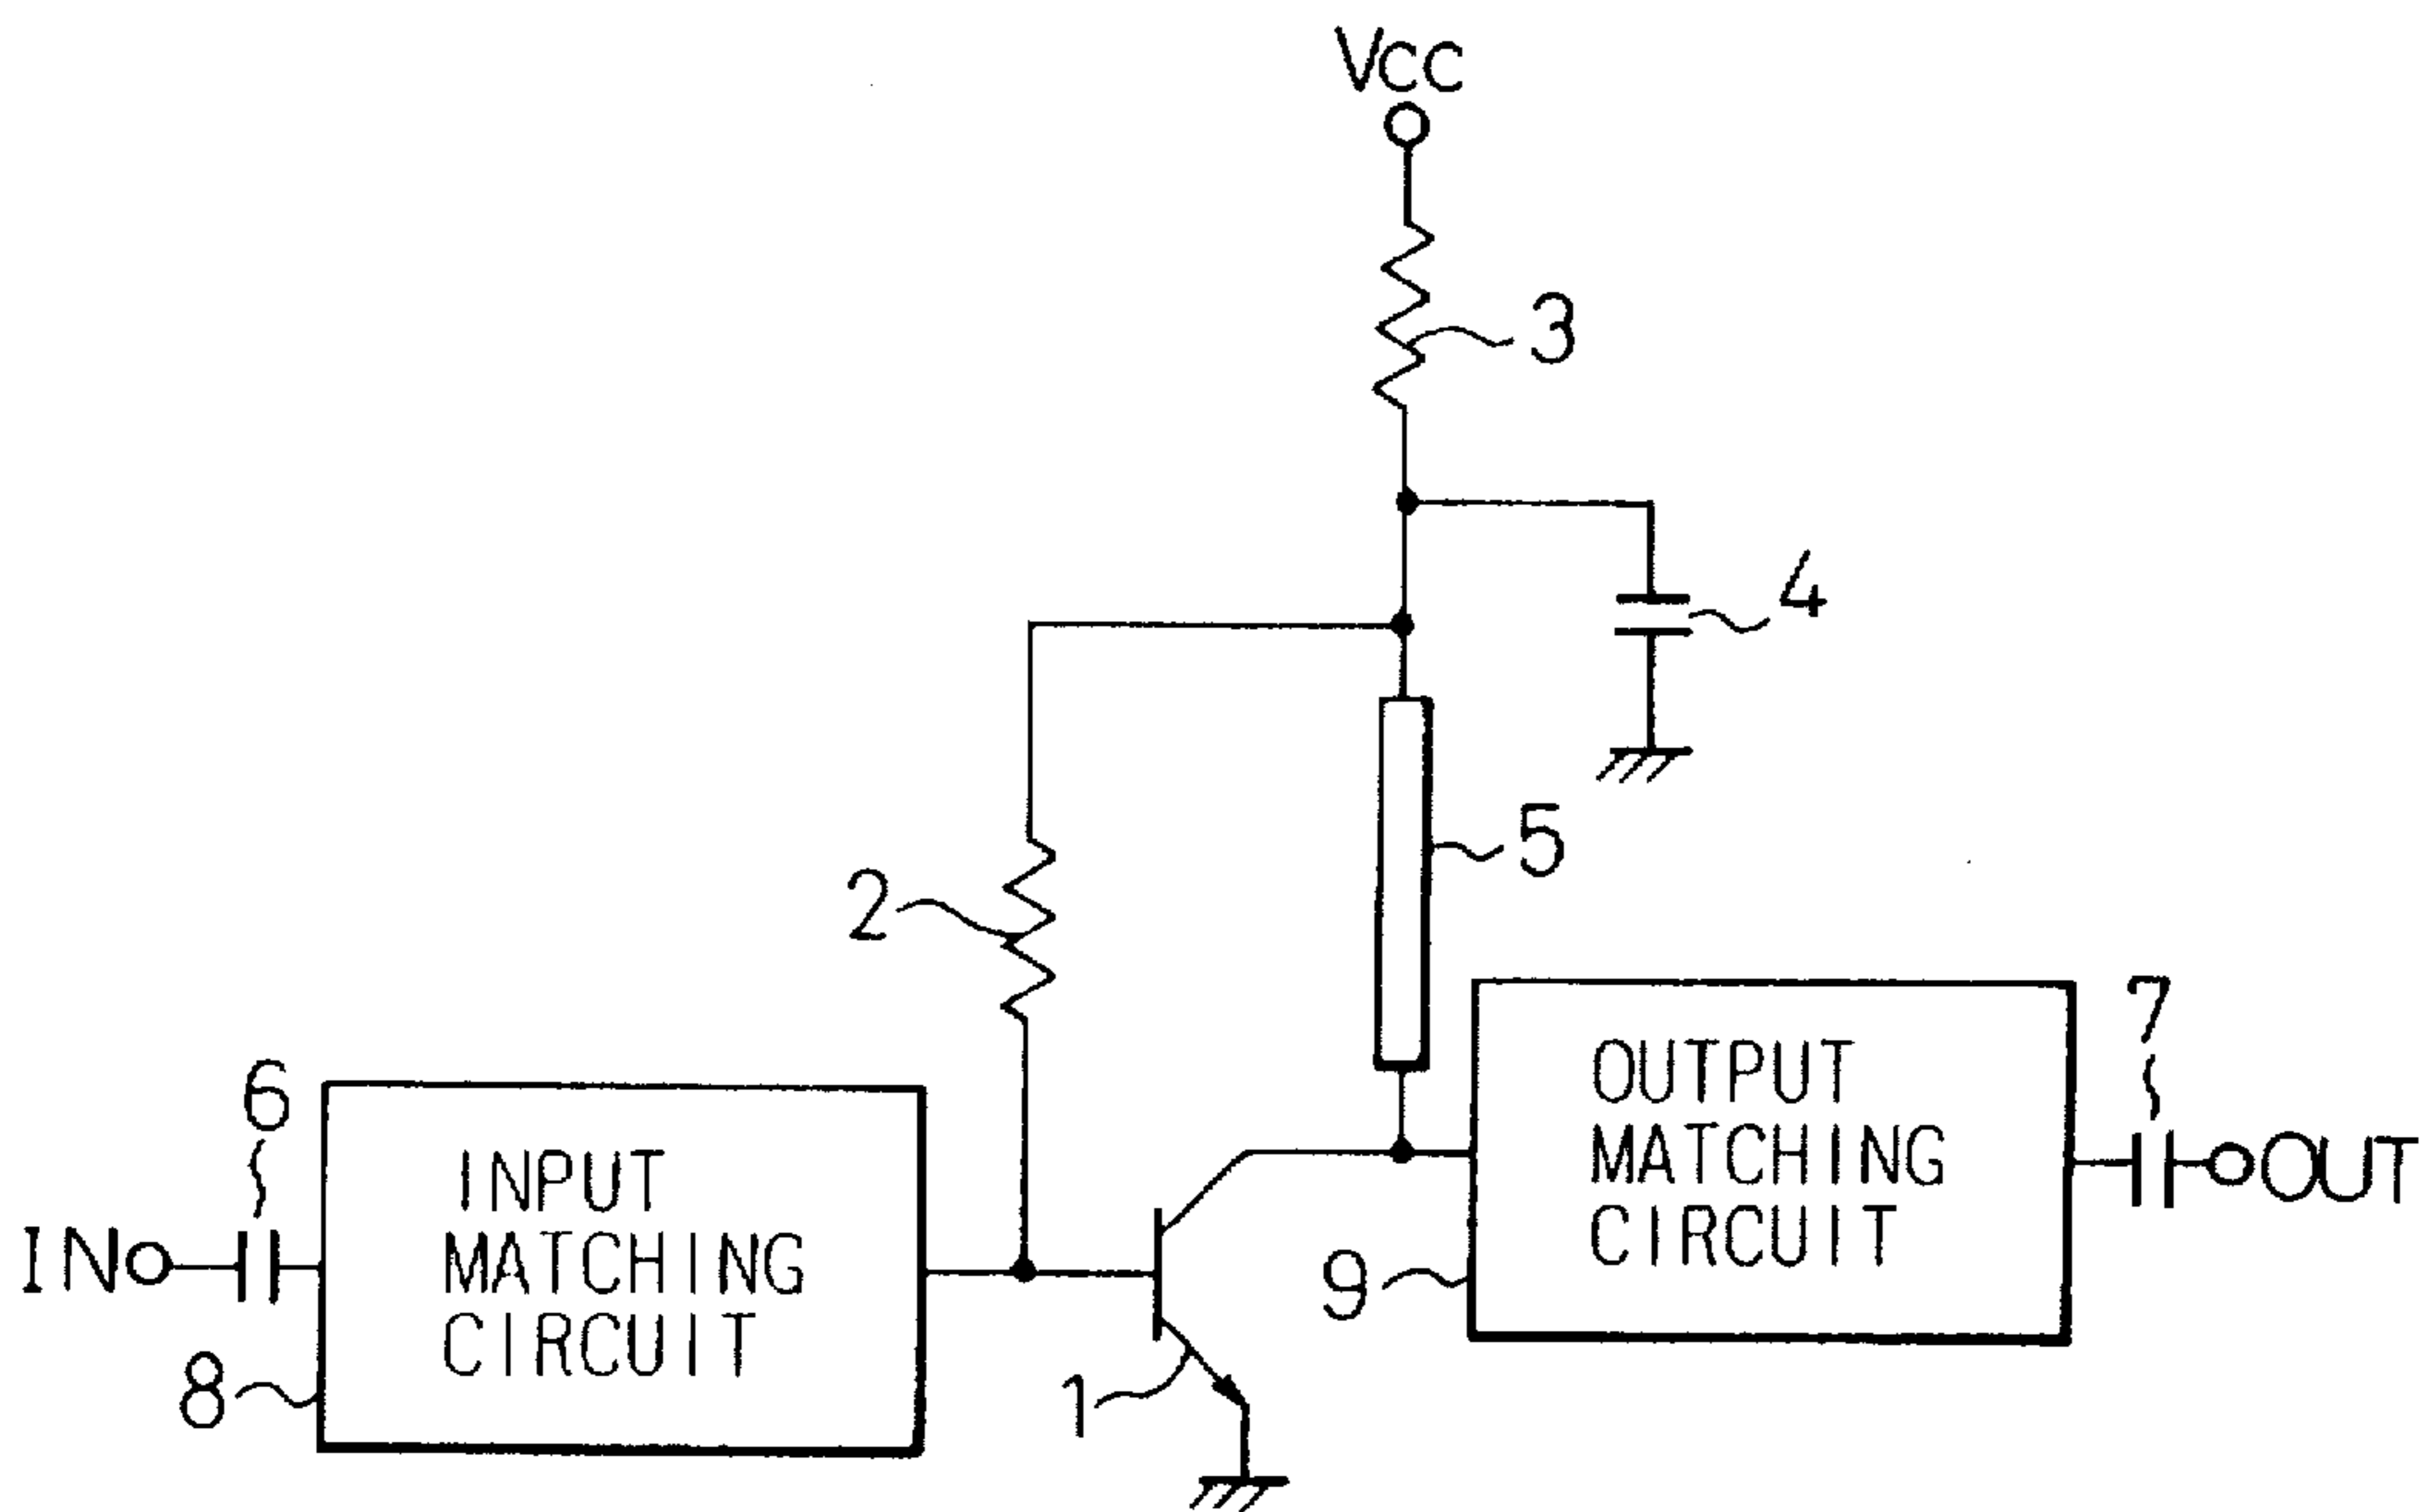 VCC
3
4
5
2
7
6
OUTPUT
MATCHING
CIRCUIT
INPUT
MATCHING
CIRCUIT
IN
OUT
9
8
1